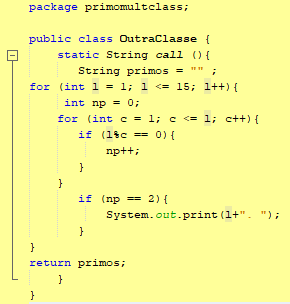 package primomultclass;
public class OutraClasse {
static String call (){
String primos = "" ;
for (int l = 1; l <= 15; l++){
int np = 0;
for (int c = 1; c <= l; c++){
if (l%c == 0){
np++;
}
}
if (np == 2){
System.out.print(l+". ");
}
}
return primos;
}
}